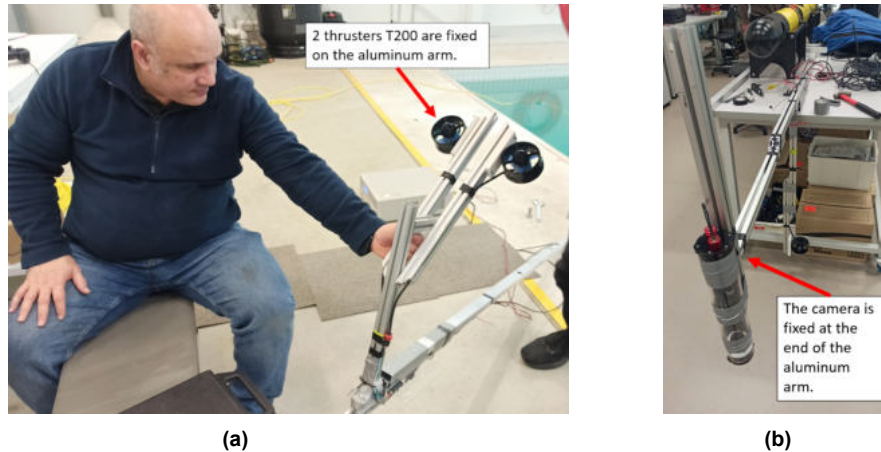 2 thrusters T200 are fixed
on the aluminum arm.
The camera is
fixed at the
end of the
aluminum
arm.
(a)
(b)